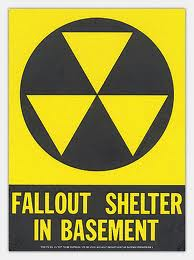 FALLOUT SHELTER
IN BASEMENT